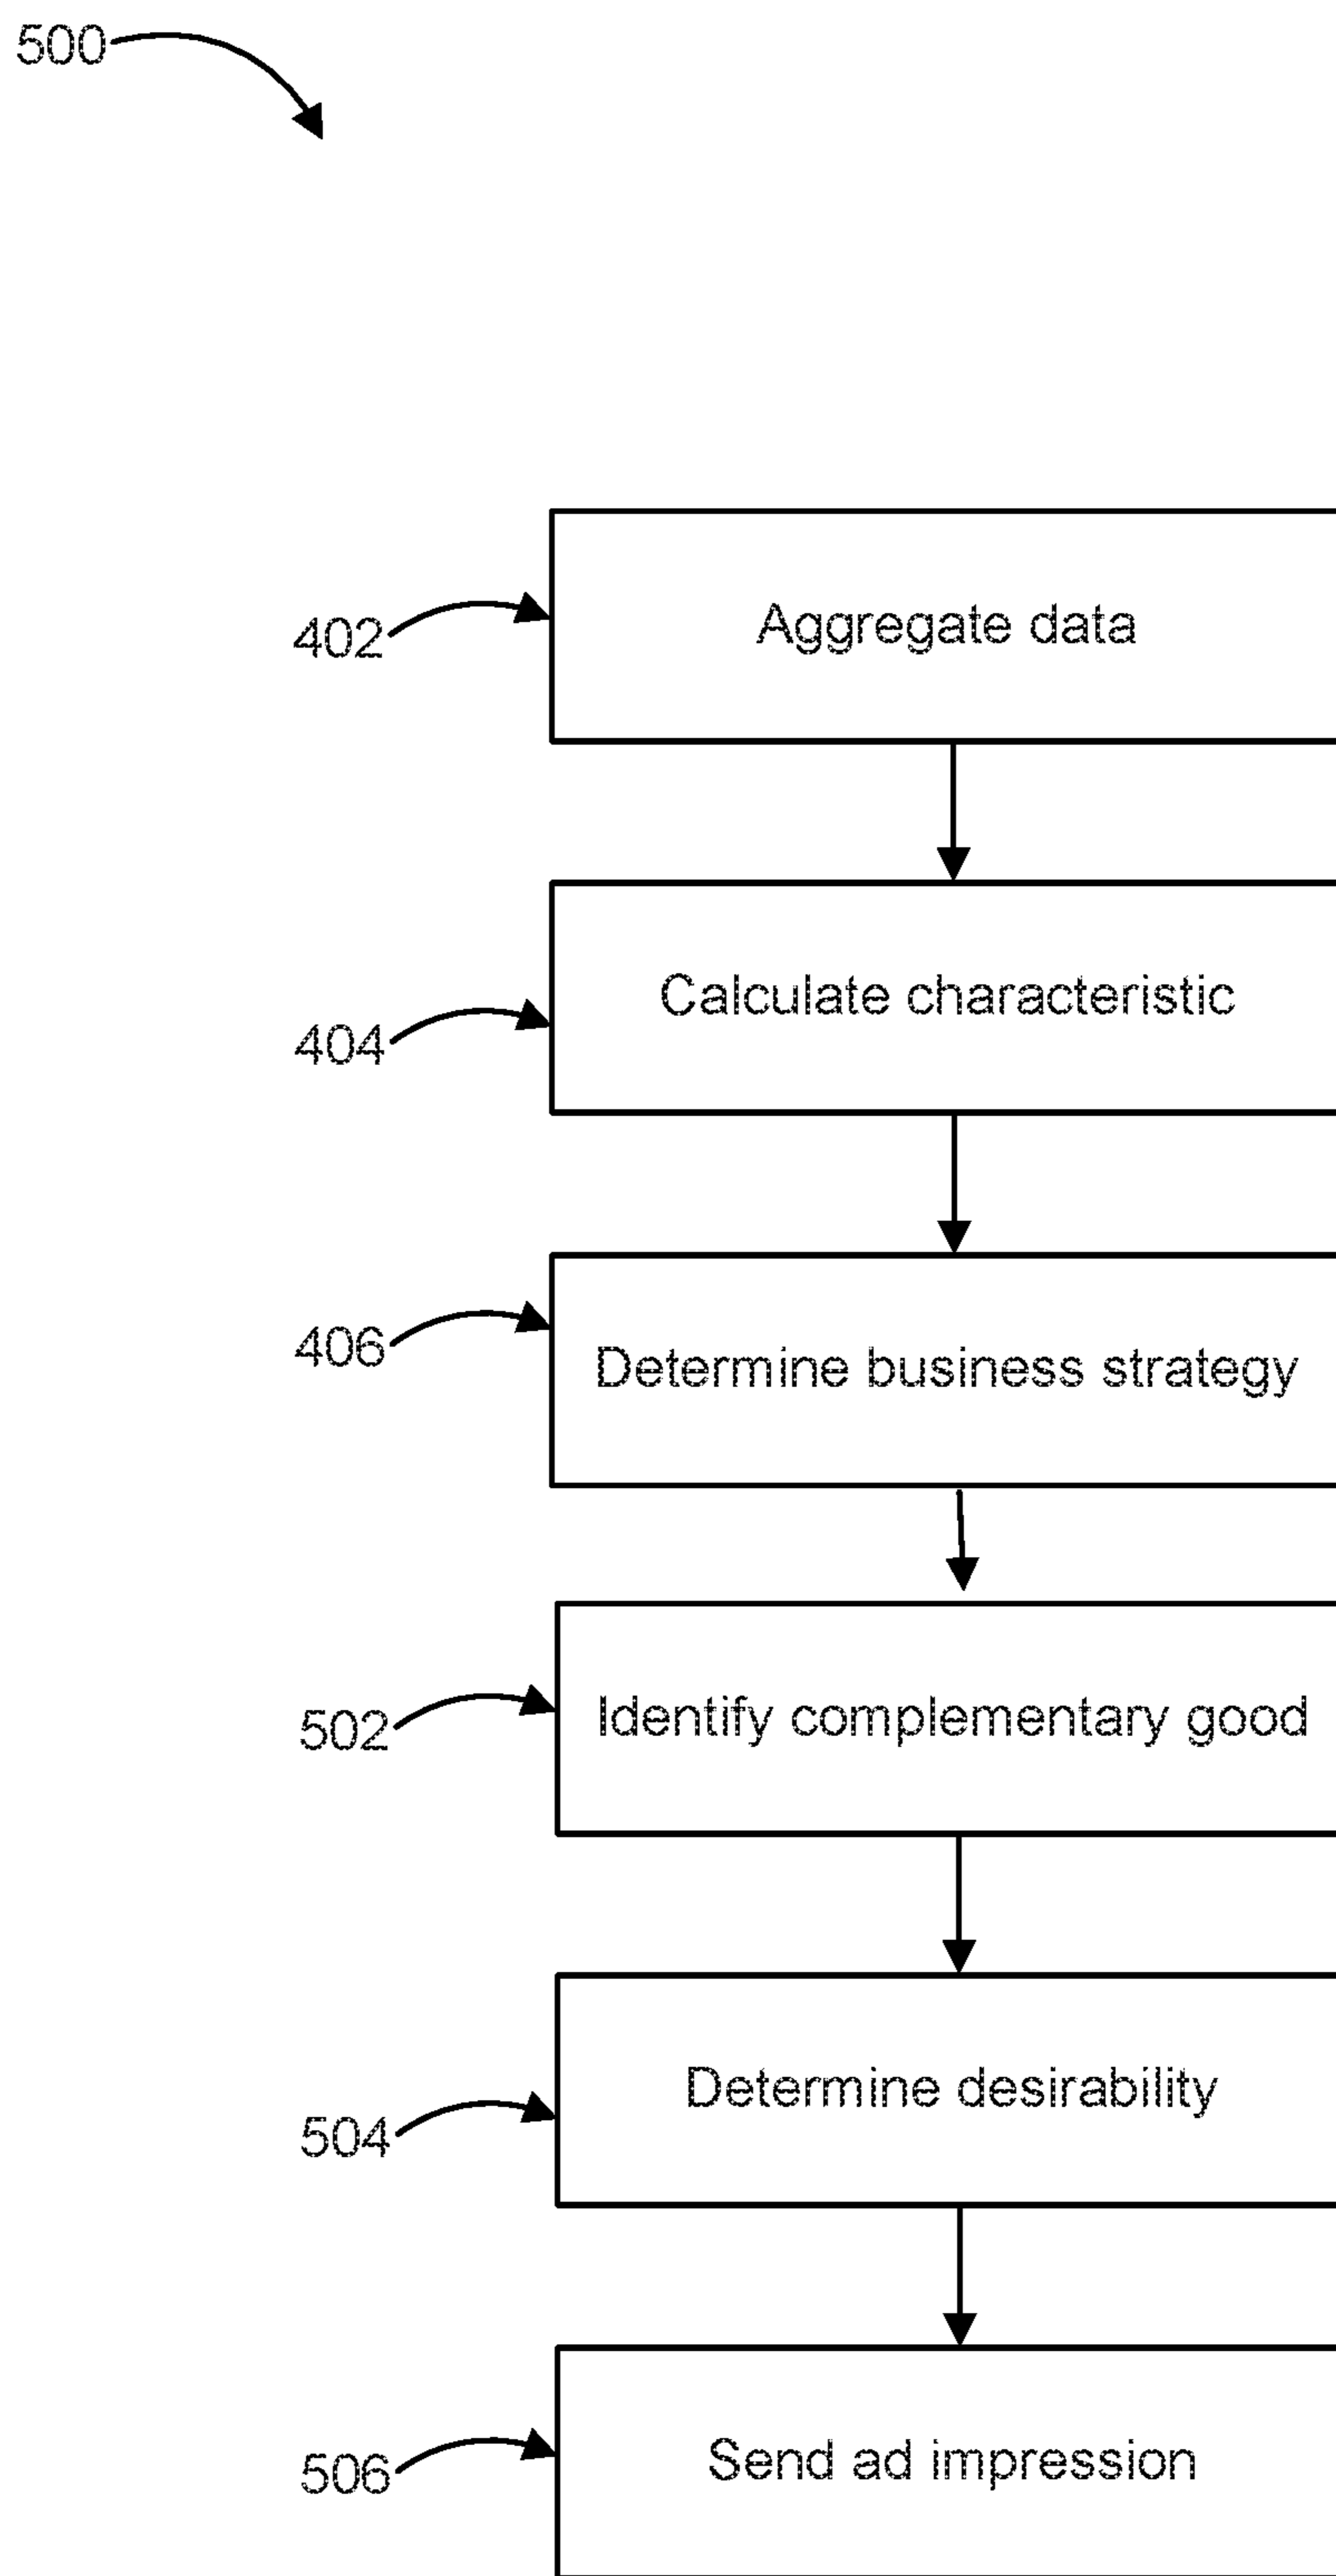 500
402
Aggregate data
404
Calculate characteristic
406
Determine business strategy
502
Identify complementary good
504
Determine desirability
506
Send ad impression